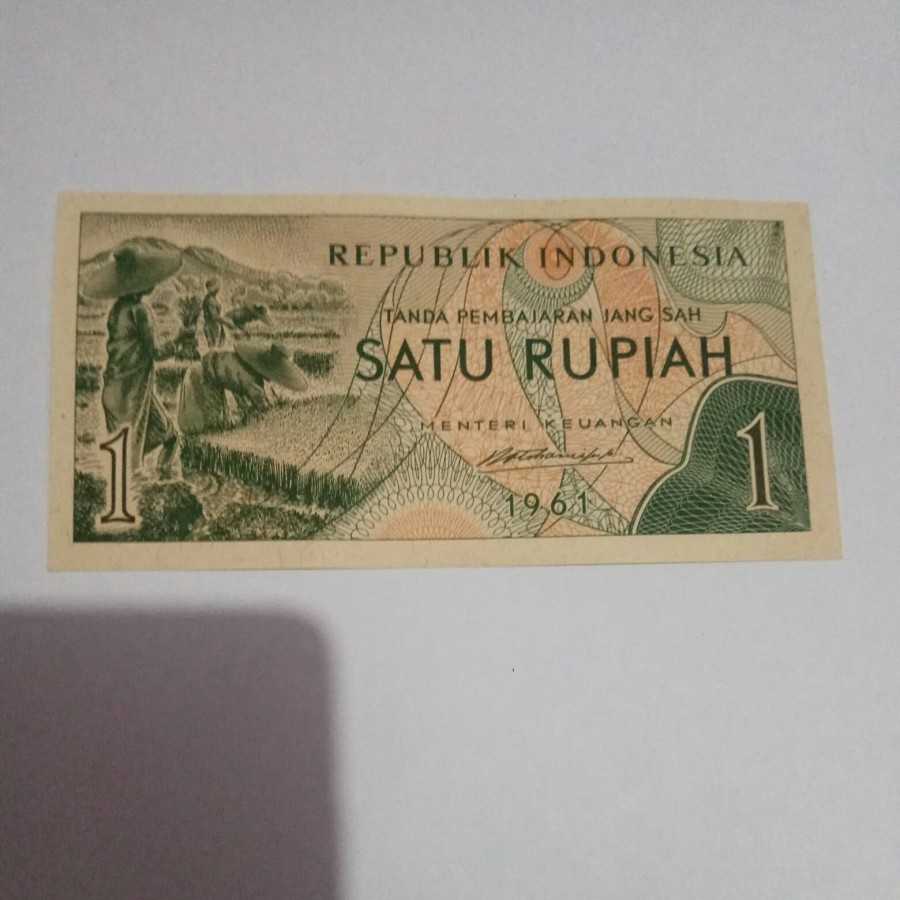 REPUBLIK INDONESIA
TANDA PEMBAJARAN JANG SAH
SATU RUPIAH
MENTERI KEUANGAN
1961
1
1